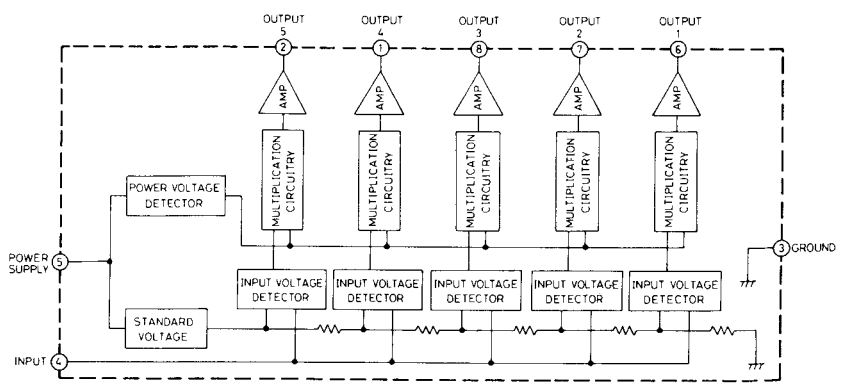 OUTPUT
5
OUTPUT
4
OUTPUT
3
OUTPUT
2
OUTPUT
1
2
1
8
7
6
AMP
AMP
AMP
AMP
AMP
MULTIPLICATION
CIRCUITRY
MULTIPLICATION
CIRCUITRY
MULTIPLICATION
CIRCUITRY
MULTIPLICATION
CIRCUITRY
MULTIPLICATION
CIRCUITRY
POWER VOLTAGE
DETECTOR
POWER
SUPPLY
5
3
GROUND
INPUT VOLTAGE
DETECTOR
INPUT VOLTAGE
DETECTOR
INPUT VOLTAGE
DETECTOR
INPUT VOLTAGE
DETECTOR
INPUT VOLTAGE
DETECTOR
STANDARD
VOLTAGE
INPUT
4